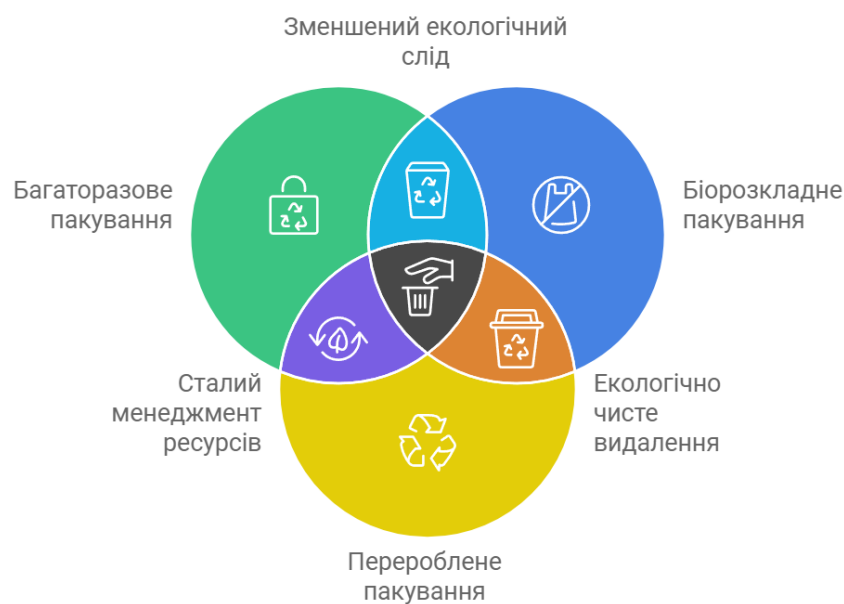 Зменшений екологічний
слід
Багаторазове
пакування
Біорозкладне
пакування
Сталий
менеджмент
ресурсів
Екологічно
чисте
видалення
Перероблене
пакування